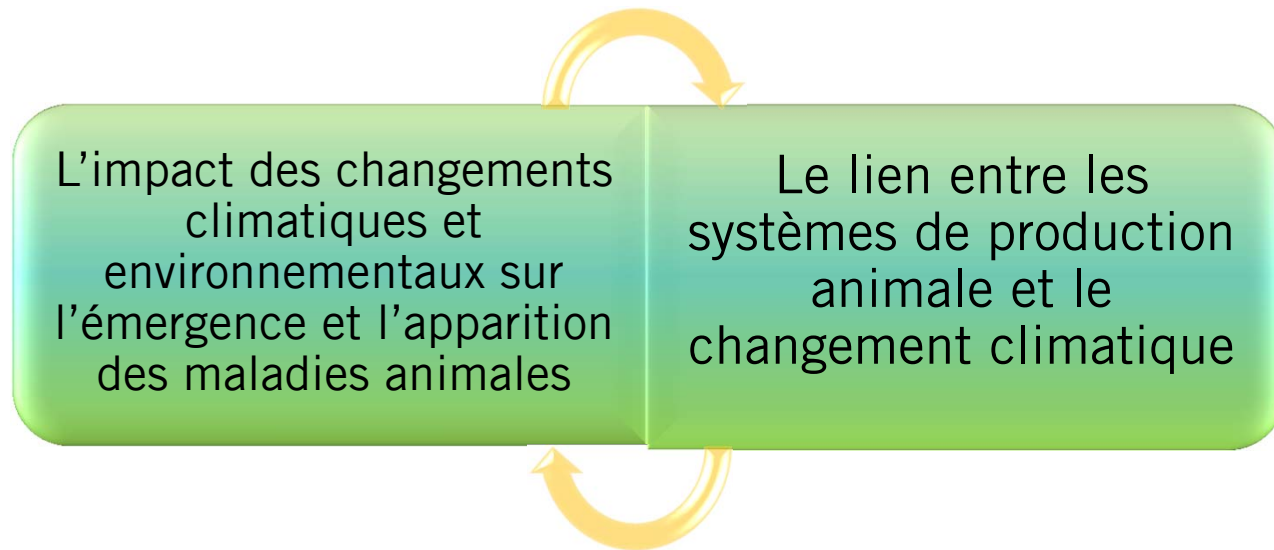 L’impact des changements
climatiques et
environnementaux sur
l’émergence et l’apparition
des maladies animales
Le lien entre les
systèmes de production
animale et le
changement climatique